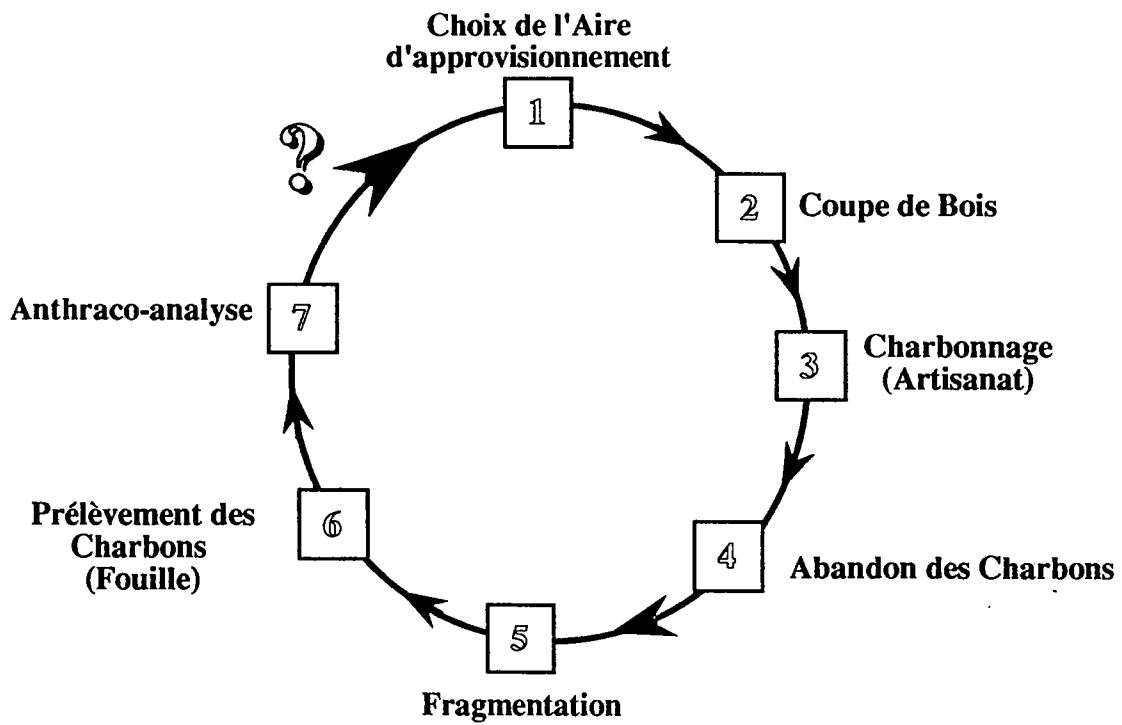 Choix de l'Aire
d'approvisionnement
1
?
2
Coupe de Bois
Anthraco-analyse
7
3
Charbonnage
(Artisanat)
Prélèvement des
Charbons
(Fouille)
6
4
Abandon des Charbons
5
Fragmentation